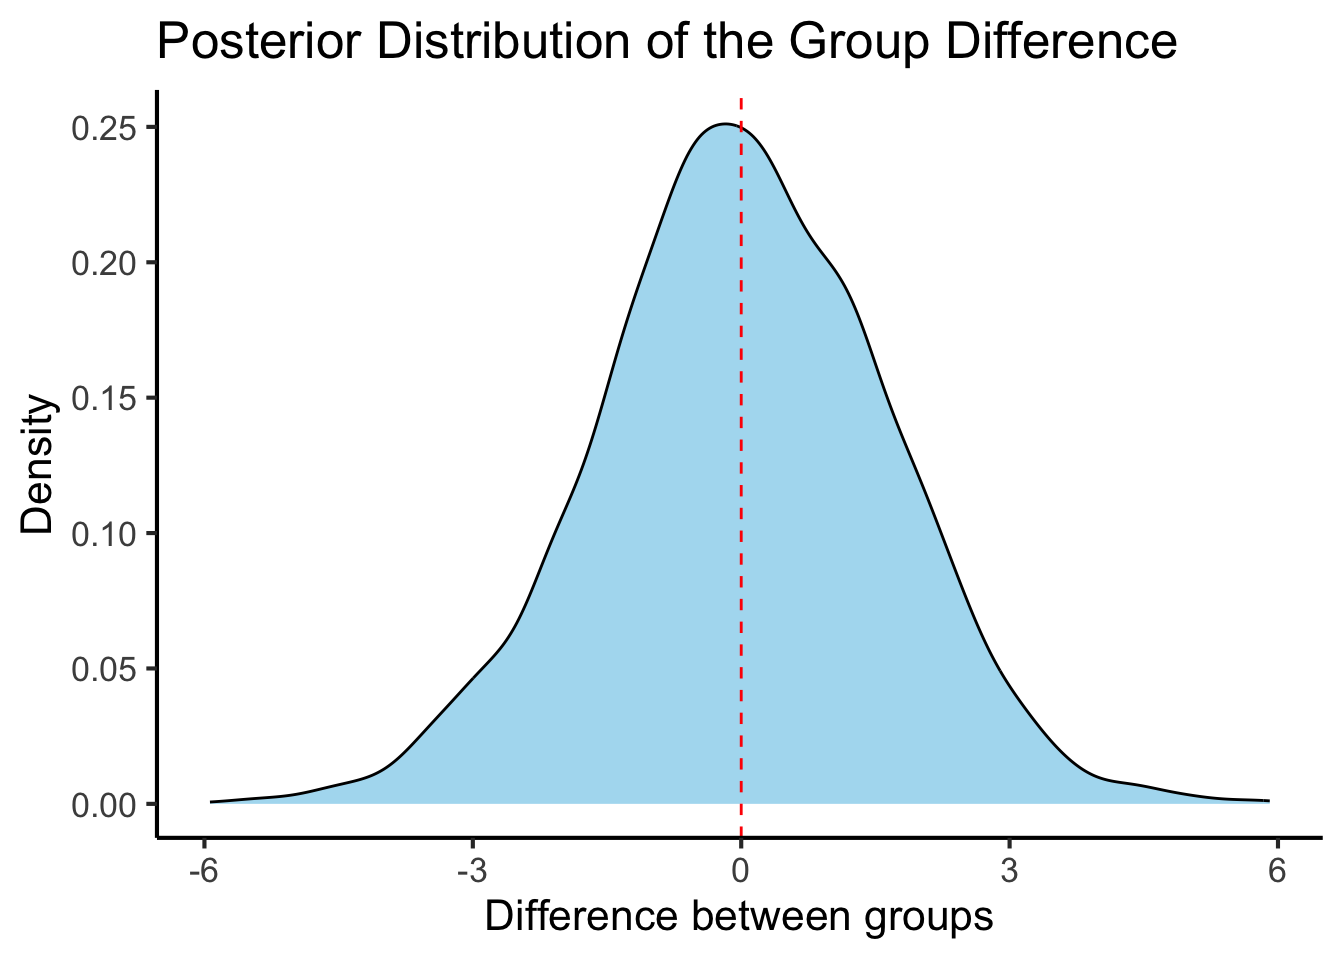 Posterior Distribution of the Group Difference
Density
0.25
0.20
0.15
0.10
0.05
0.00
-6 -3 0 3 6
Difference between groups